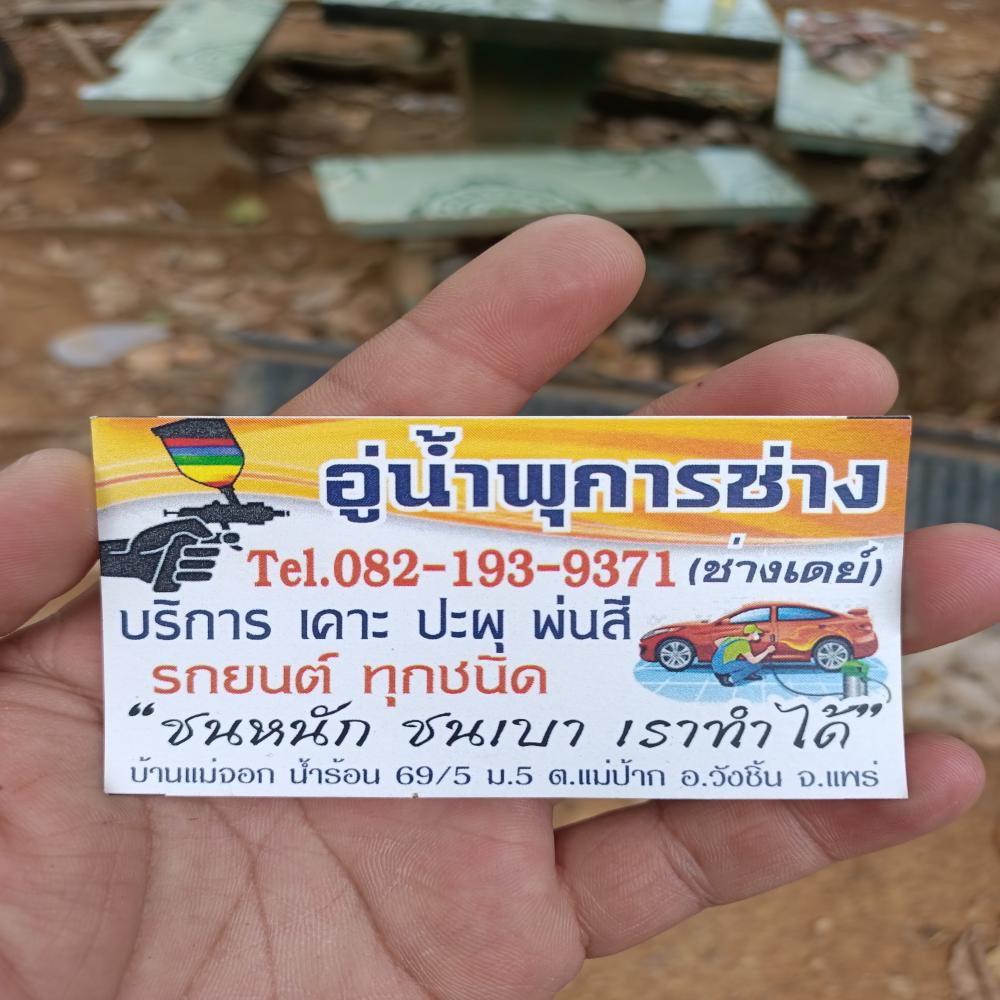 อู่น้ำพุการช่าง
Tel.082-193-9371 (ช่างเดย์)
บริการ เคาะ ปะผุ พ่นสี
รถยนต์ ทุกชนิด
“ชนหนัก ชนเบา เราทำได้”
บ้านแม่จอก น้ำร้อน 69/5 ม.5 ต.แม่ป้าก อ.วังชิ้น จ.แพร่